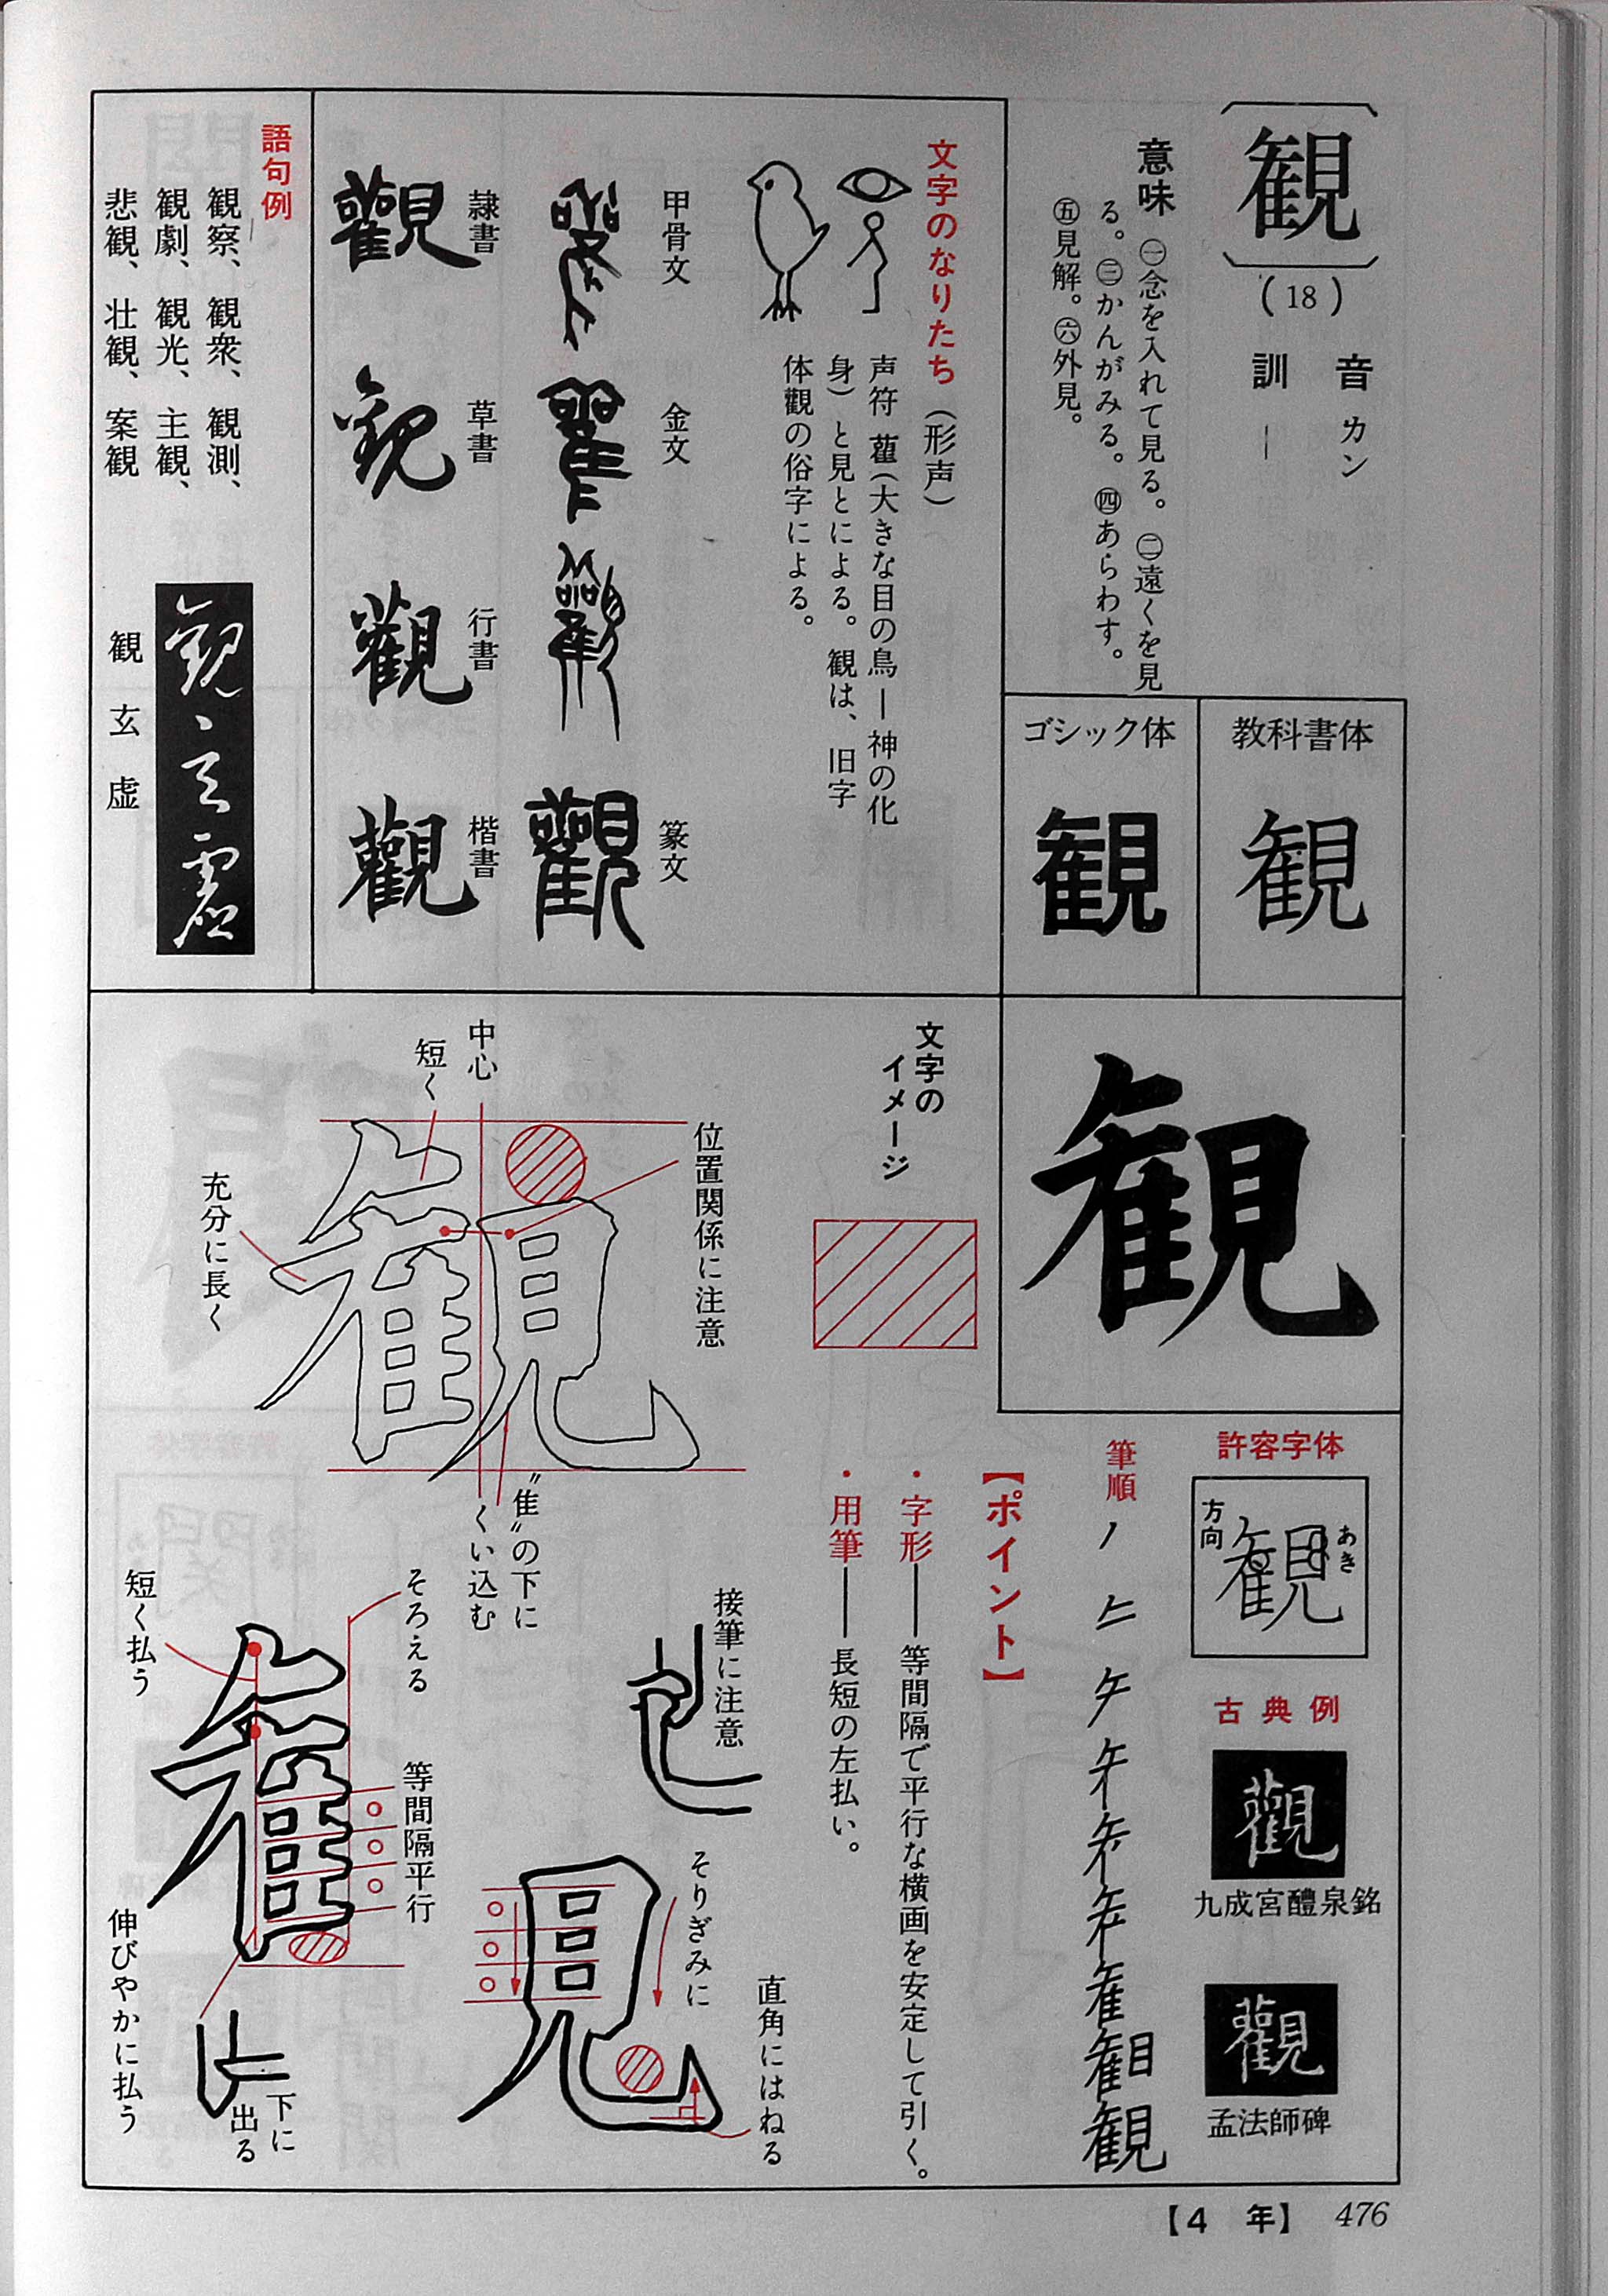 観
(18)
音 カン
訓 ―
意味 ㊀念を入れて見る。㊁遠くを見
る。㊂かんがみる。㊃あらわす。
㊄見解。㊅外見。
教科書体
観
ゴシック体
観
文字のなりたち（形声）
声符 雚（大きな目の鳥―神の化
身）と見とによる。観は、旧字
体觀の俗字による。
甲骨文
金文
篆文
觀
隷書
觀
草書
観
行書
觀
楷書
觀
語句例
観察、観衆、観測、
観劇、観光、主観、
悲観、壮観、案観
観玄虚
観
許容字体
あき
観
方向
古典例
觀
九成宮醴泉銘
觀
孟法師碑
筆順
観
【ポイント】
・字形――等間隔で平行な横画を安定して引く。
・用筆――長短の左払い。
文字の
イメージ
位置関係に注意
中心
短く
充分に長く
観
“隹”の下に
くい込む
接筆に注意
そりぎみに
直角にはねる
見
そろえる
等間隔平行
短く払う
伸びやかに払う
下に
出る
【4 年】 476